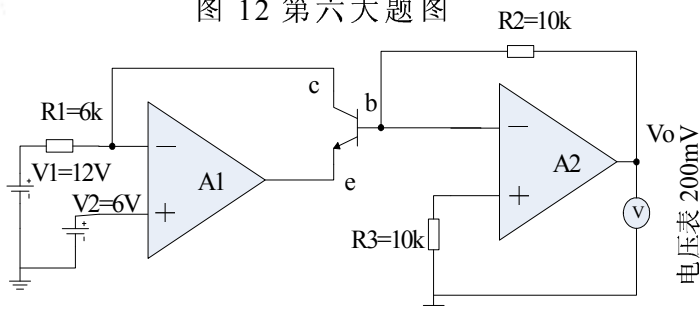 图 12 第六大题图
R2=10k
c
b
R1=6k
V1=12V
A1
A2
Vo
V2=6V
e
V
R3=10k
电压表 200mV